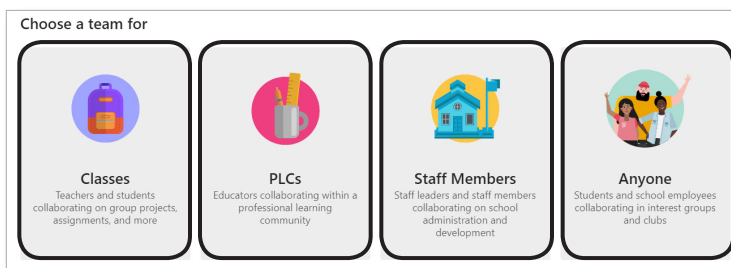 Choose a team for
Classes
Teachers and students
collaborating on group projects,
assignments, and more
PLCs
Educators collaborating within a
professional learning
community
Staff Members
Staff leaders and staff members
collaborating on school
administration and
development
Anyone
Students and school employees
collaborating in interest groups
and clubs